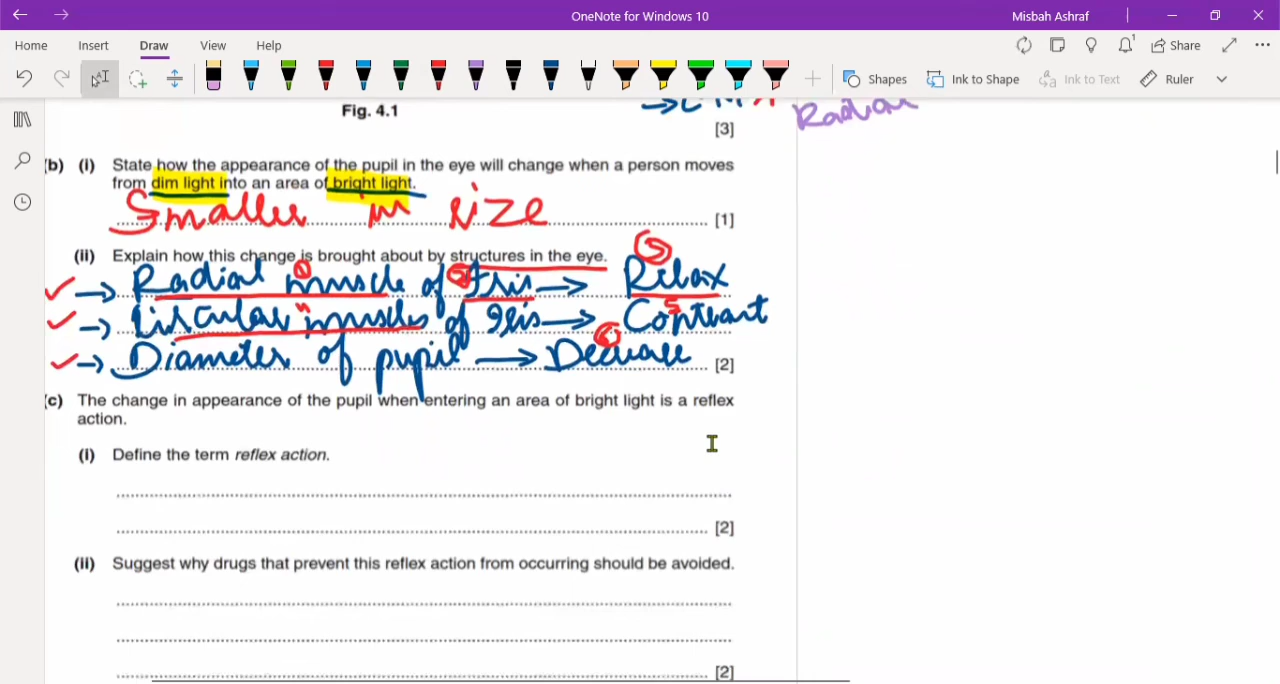 OneNote for Windows 10
Misbah Ashraf
Home Insert Draw View Help
Share
Shapes
Ink to Shape
Ink to Text
Ruler
Fig. 4.1
Radial
[3]
(b) (i) State how the appearance of the pupil in the eye will change when a person moves
from dim light into an area of bright light.
Smaller in size [1]
(ii) Explain how this change is brought about by structures in the eye.
→ Radial muscle of Iris → Relax
→ Circular muscles of Iris → Contract
→ Diameter of pupil → Decrease [2]
(c) The change in appearance of the pupil when entering an area of bright light is a reflex
action.
(i) Define the term reflex action.
[2]
(ii) Suggest why drugs that prevent this reflex action from occurring should be avoided.
[2]